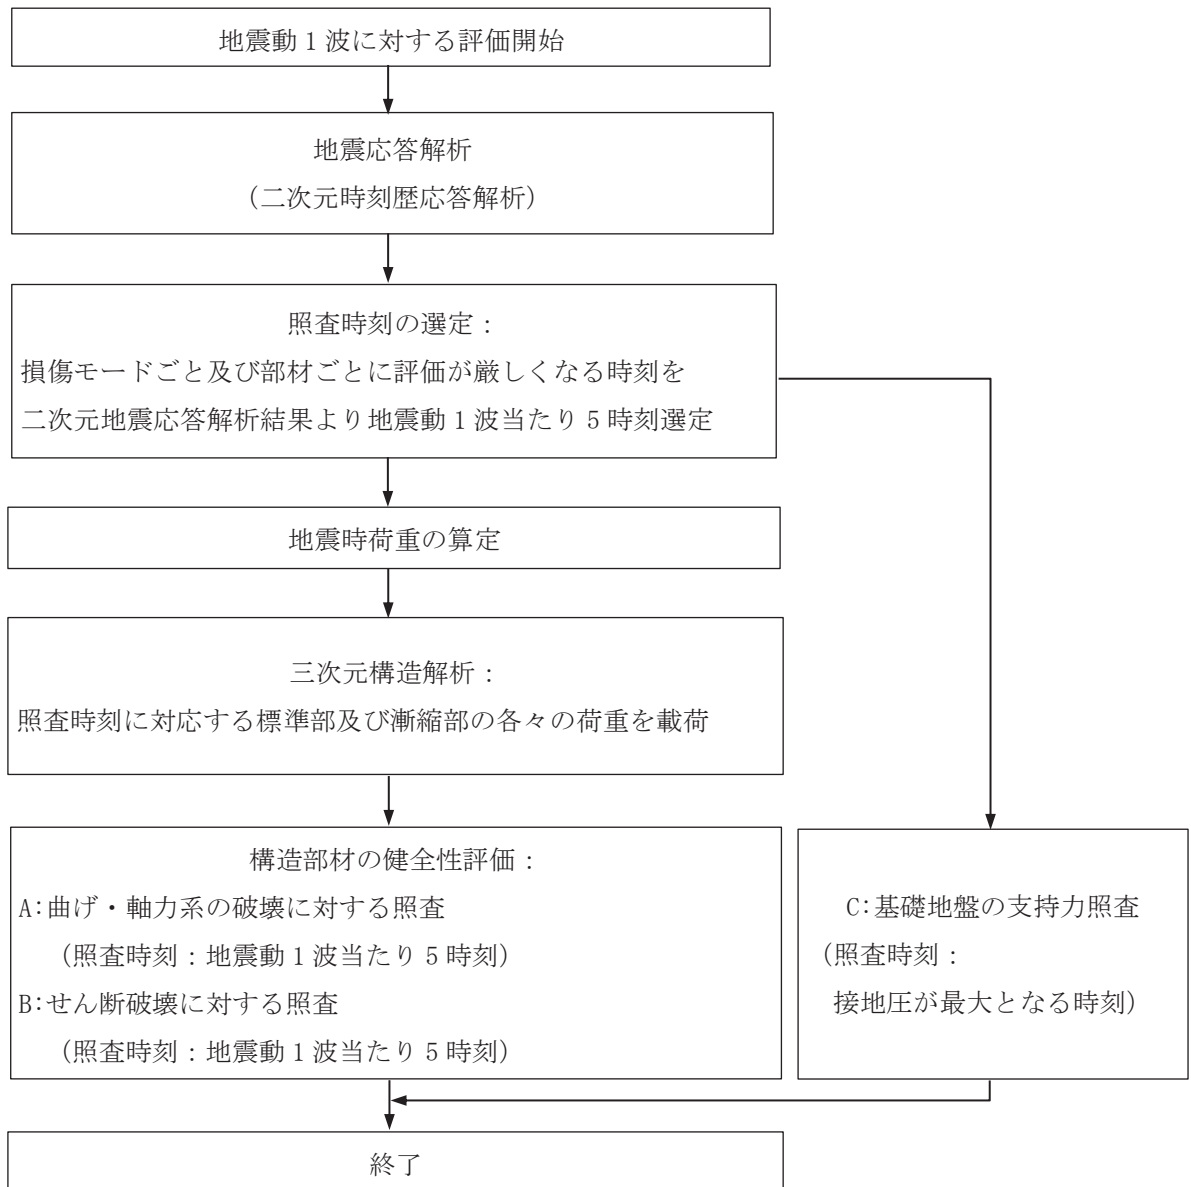 地震動1波に対する評価開始
地震応答解析
（二次元時刻歴応答解析）
照査時刻の選定：
損傷モードごと及び部材ごとに評価が厳しくなる時刻を
二次元地震応答解析結果より地震動1波当たり5時刻選定
地震時荷重の算定
三次元構造解析：
照査時刻に対応する標準部及び漸縮部の各々の荷重を載荷
構造部材の健全性評価：
A:曲げ・軸力系の破壊に対する照査
（照査時刻：地震動1波当たり5時刻）
B:せん断破壊に対する照査
（照査時刻：地震動1波当たり5時刻）
C:基礎地盤の支持力照査
（照査時刻：
接地圧が最大となる時刻）
終了